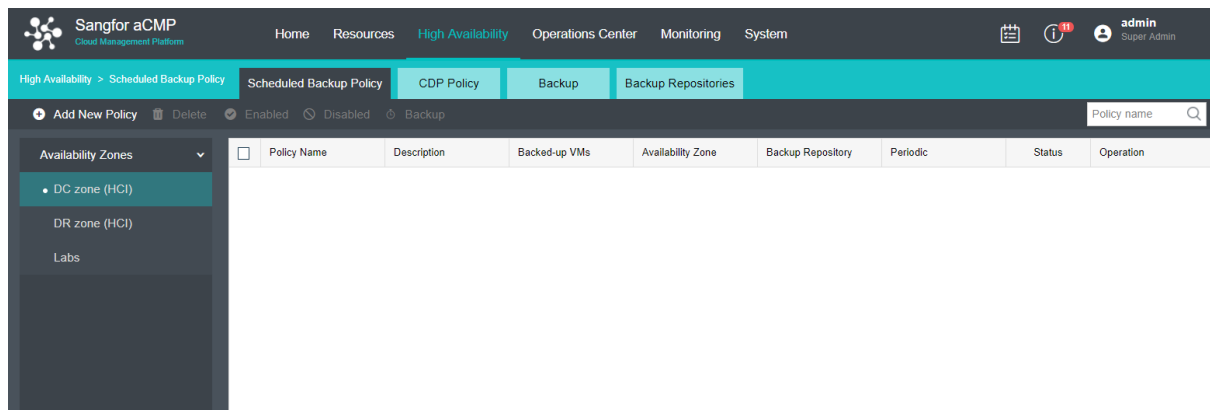 Sangfor aCMP
Cloud Management Platform
Home Resources High Availability Operations Center Monitoring System
11
admin
Super Admin
High Availability > Scheduled Backup Policy
Scheduled Backup Policy CDP Policy Backup Backup Repositories
Add New Policy Delete Enabled Disabled Backup
Policy name
Availability Zones
Policy Name Description Backed-up VMs Availability Zone Backup Repository Periodic Status Operation
DC zone (HCI)
DR zone (HCI)
Labs